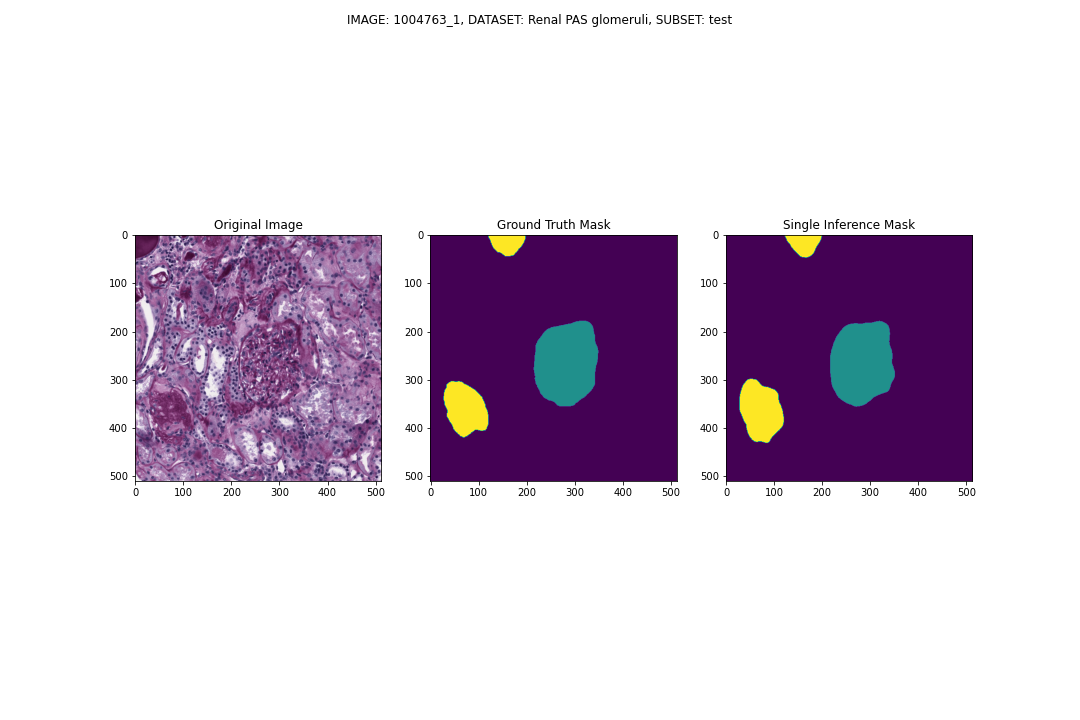 IMAGE: 1004763_1, DATASET: Renal PAS glomeruli, SUBSET: test
Original Image
Ground Truth Mask
Single Inference Mask
0
100
200
300
400
500
0 100 200 300 400 500
0
100
200
300
400
500
0 100 200 300 400 500
0
100
200
300
400
500
0 100 200 300 400 500